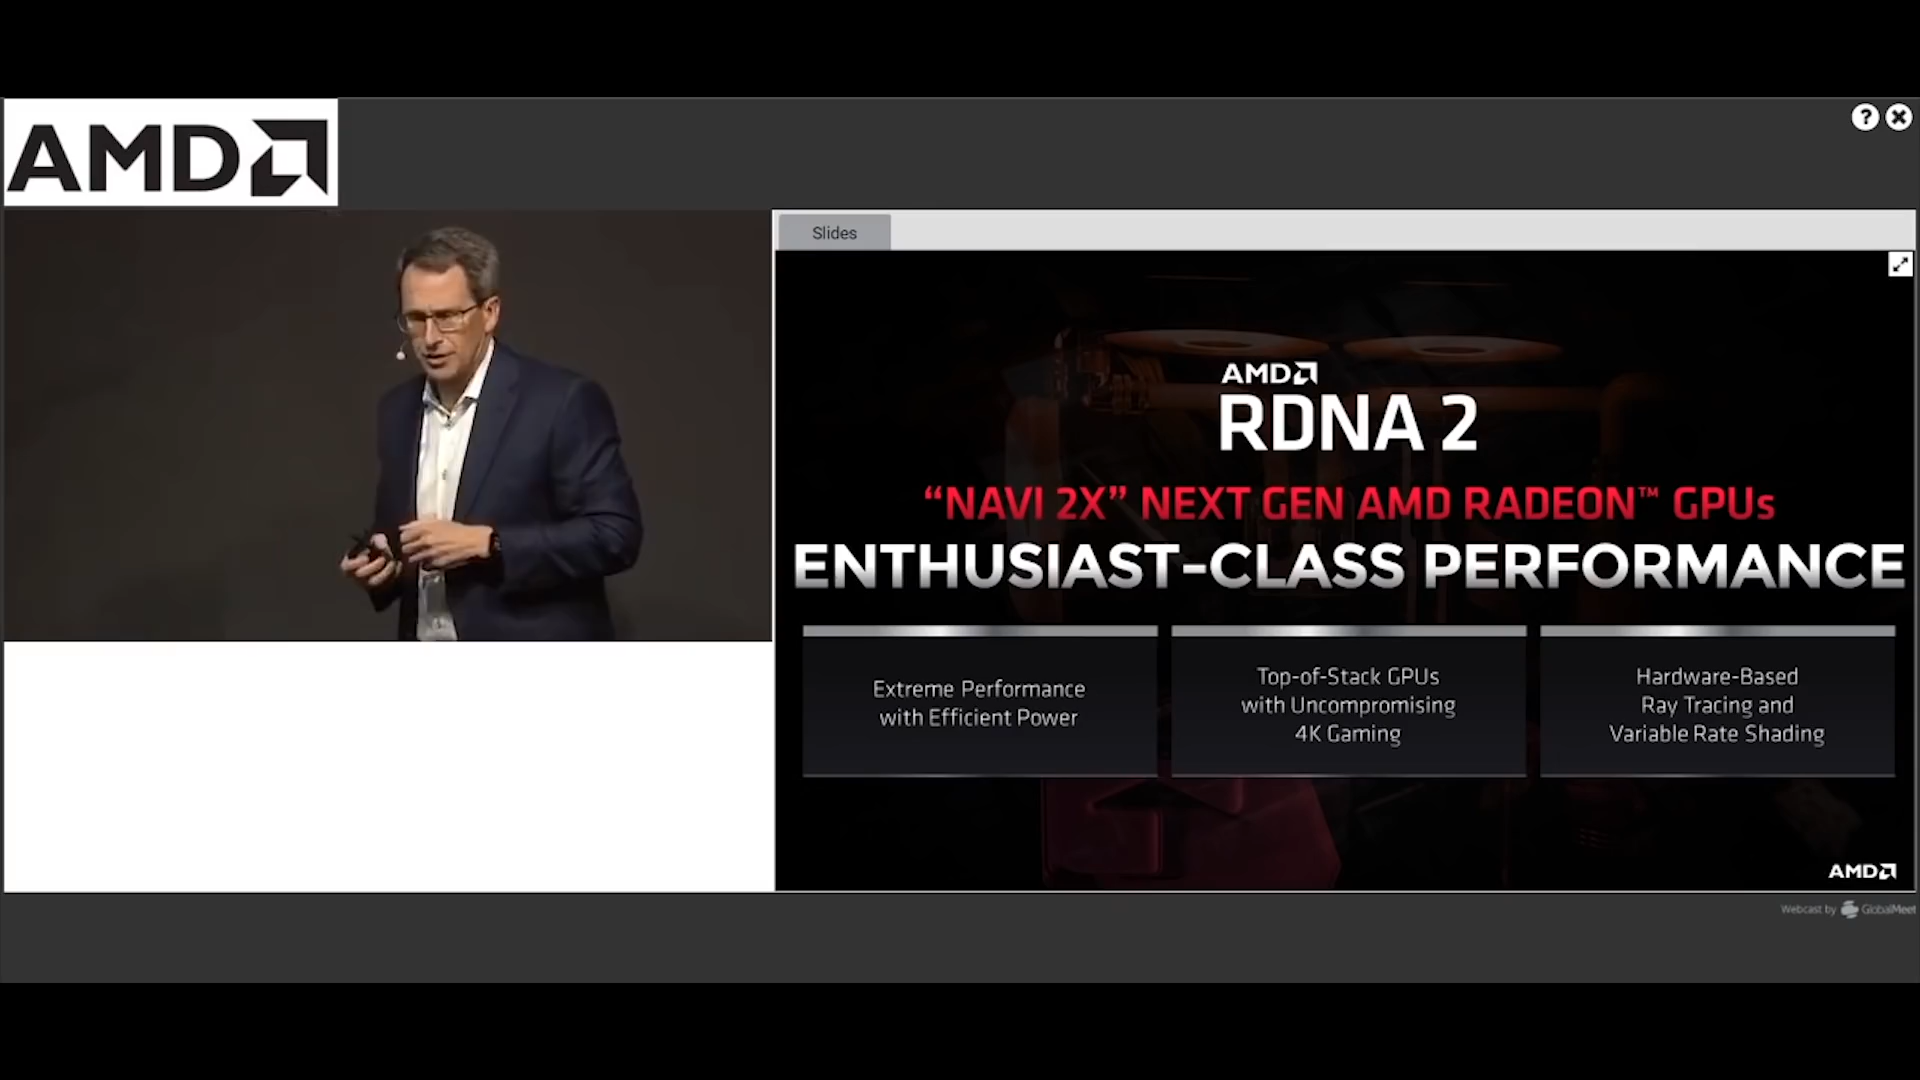 AMD
? 
Slides
AMD
RDNA 2
“NAVI 2X” NEXT GEN AMD RADEON™ GPUs
ENTHUSIAST-CLASS PERFORMANCE
Extreme Performance
with Efficient Power
Top-of-Stack GPUs
with Uncompromising
4K Gaming
Hardware-Based
Ray Tracing and
Variable Rate Shading
AMD
Webcast by GlobalMeet